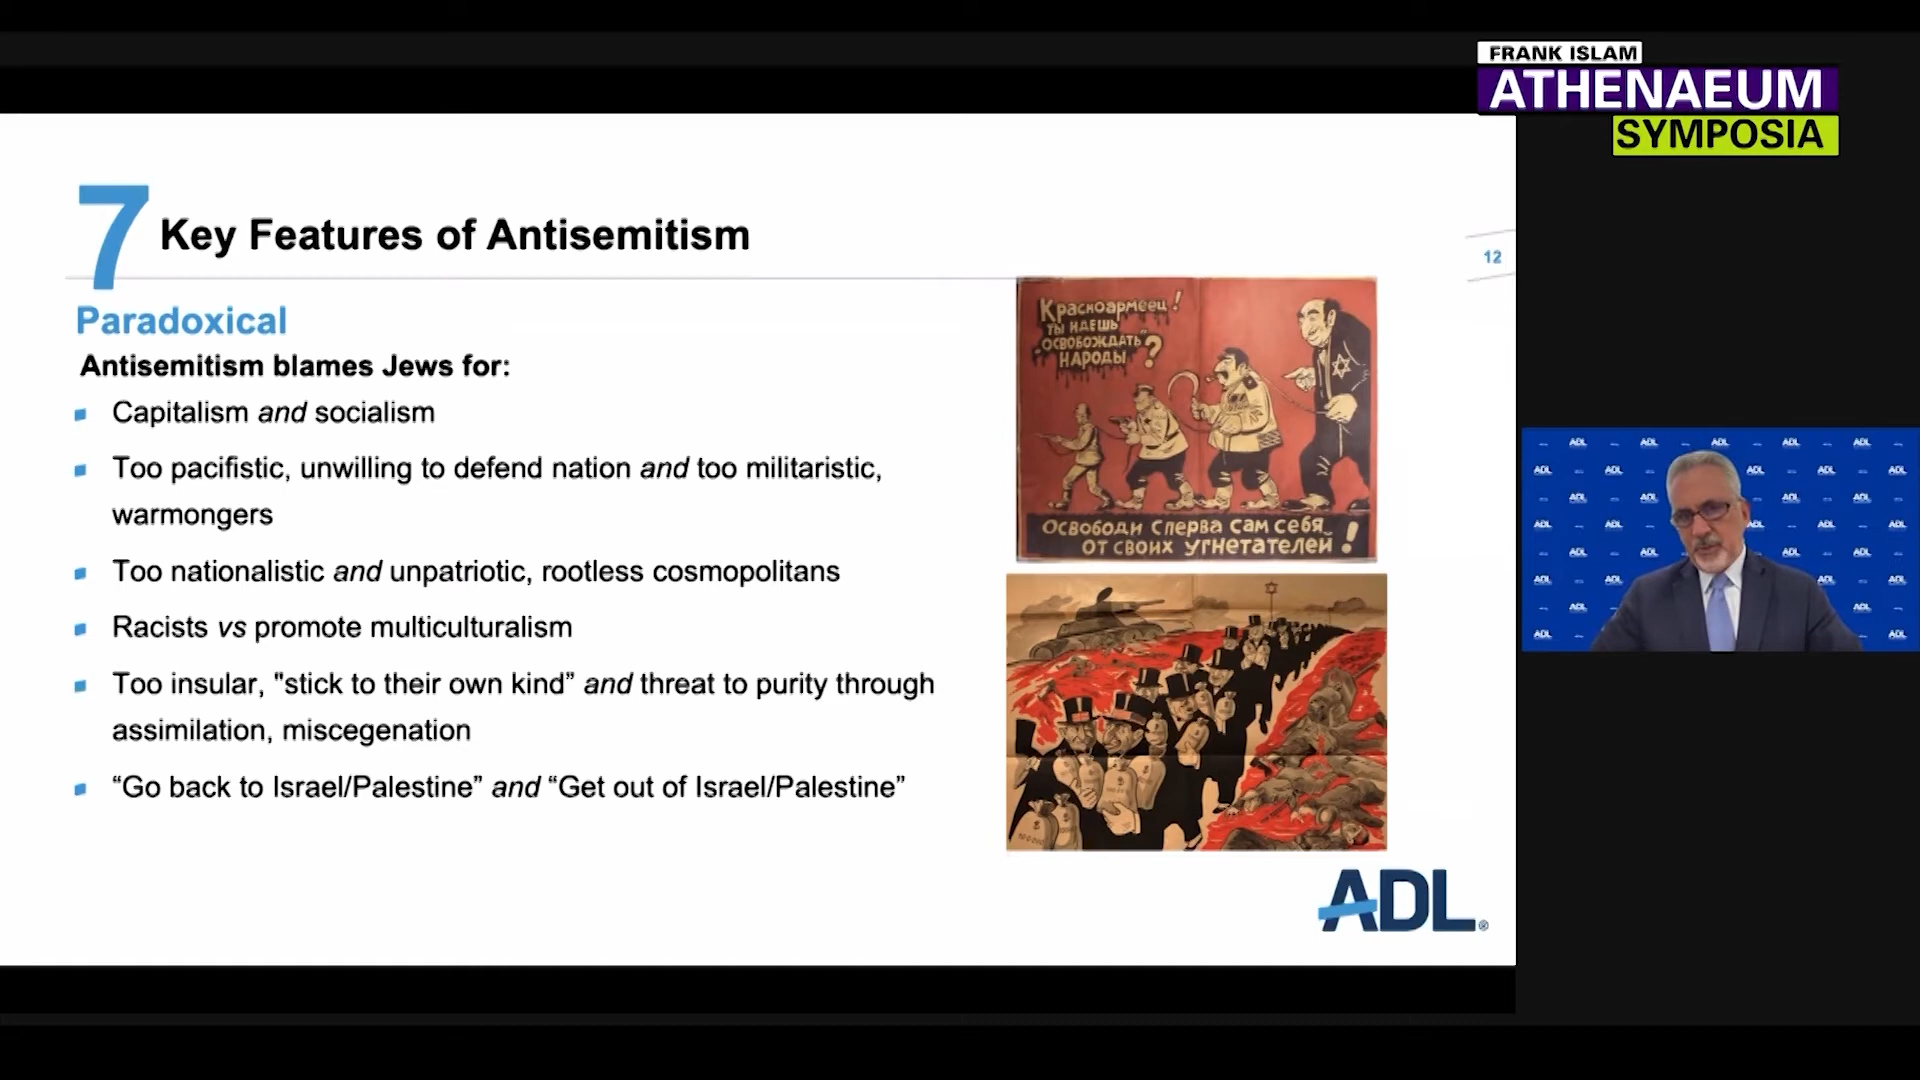 FRANK ISLAM
ATHENAEUM
SYMPOSIA
7 Key Features of Antisemitism
12
Paradoxical
Antisemitism blames Jews for:
Capitalism and socialism
Too pacifistic, unwilling to defend nation and too militaristic,
warmongers
Too nationalistic and unpatriotic, rootless cosmopolitans
Racists vs promote multiculturalism
Too insular, "stick to their own kind” and threat to purity through
assimilation, miscegenation
“Go back to Israel/Palestine” and “Get out of Israel/Palestine”
Красноармеец!
ты идешь
"освобождать"
народы?
Освободи сперва сам себя
от своих угнетателей!
ADL®
ADL